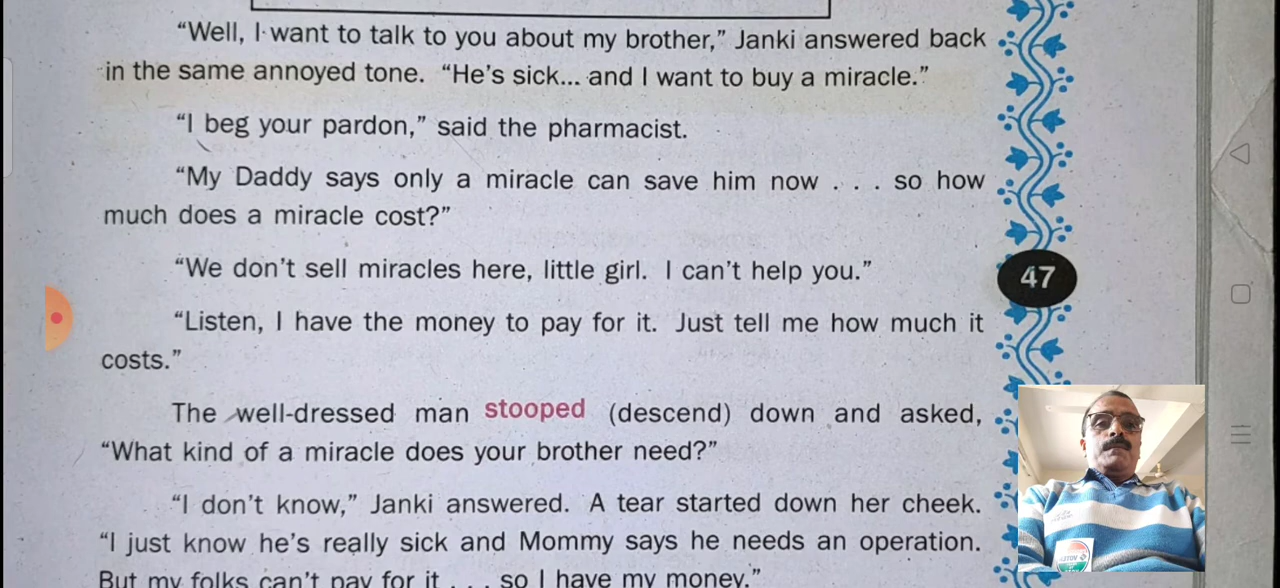 “Well, I want to talk to you about my brother,” Janki answered back
in the same annoyed tone. “He’s sick... and I want to buy a miracle.”
“I beg your pardon,” said the pharmacist.
“My Daddy says only a miracle can save him now . . . so how
much does a miracle cost?”
“We don’t sell miracles here, little girl. I can’t help you.”
47
“Listen, I have the money to pay for it. Just tell me how much it
costs.”
The well-dressed man stooped (descend) down and asked,
“What kind of a miracle does your brother need?”
“I don’t know,” Janki answered. A tear started down her cheek.
“I just know he’s really sick and Mommy says he needs an operation.
But my folks can’t pay for it . . . so I have my money.”